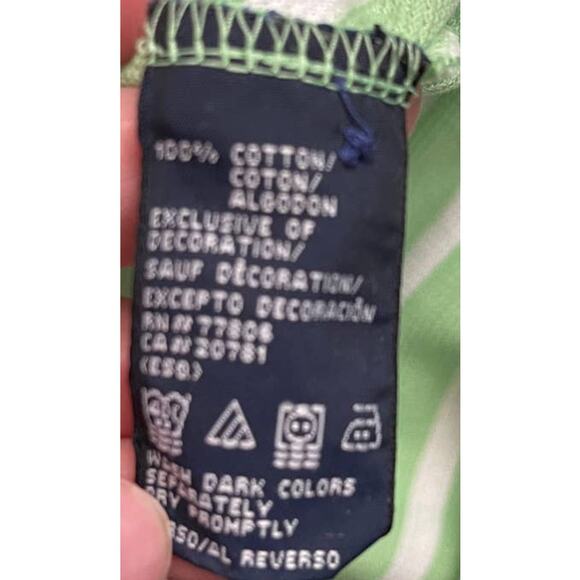 100% COTTON/
COTON/
ALGODON
EXCLUSIVE OF
DECORATION/
SAUF DÉCORATION/
EXCEPTO DECORACIÓN
RN# 77806
CA# 20781
(ESQ)
WASH DARK COLORS
SEPARATELY
DRY PROMPTLY
/AL REVERSO